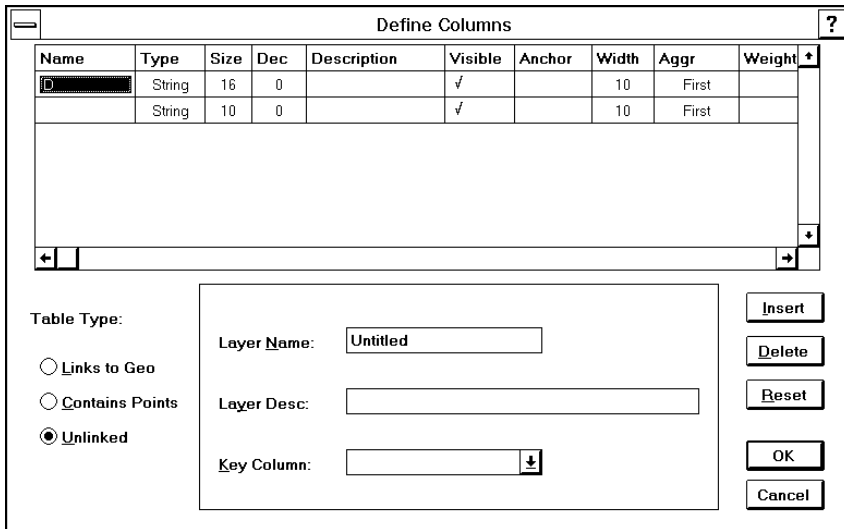 Define Columns
?
Name Type Size Dec Description Visible Anchor Width Aggr Weight
D String 16 0 √ 10 First
String 10 0 √ 10 First
Table Type:
Links to Geo
Contains Points
Unlinked
Layer Name: Untitled
Layer Desc:
Key Column:
Insert
Delete
Reset
OK
Cancel